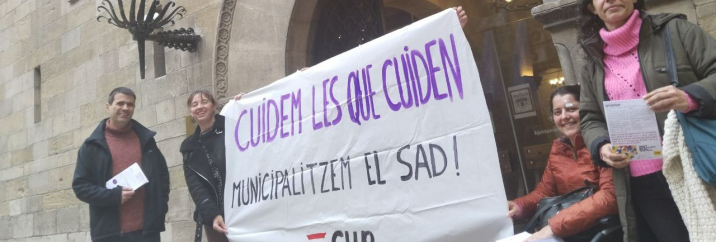 CUIDEM LES QUE CUIDEN
MUNICIPALITZEM EL SAD!
cup